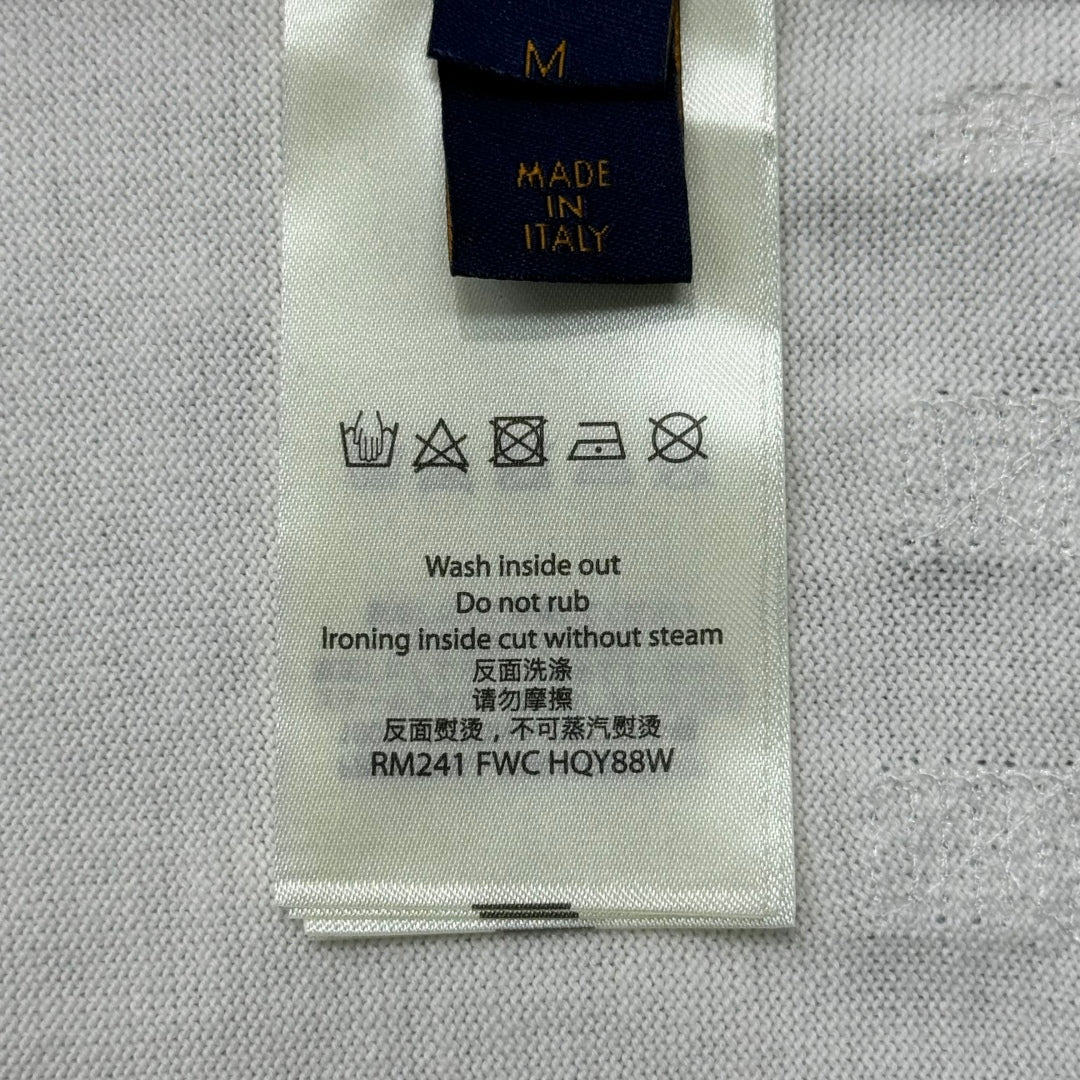 M
MADE
IN
ITALY
Wash inside out
Do not rub
Ironing inside cut without steam
反面洗涤
请勿摩擦
反面熨烫，不可蒸汽熨烫
RM241 FWC HQY88W